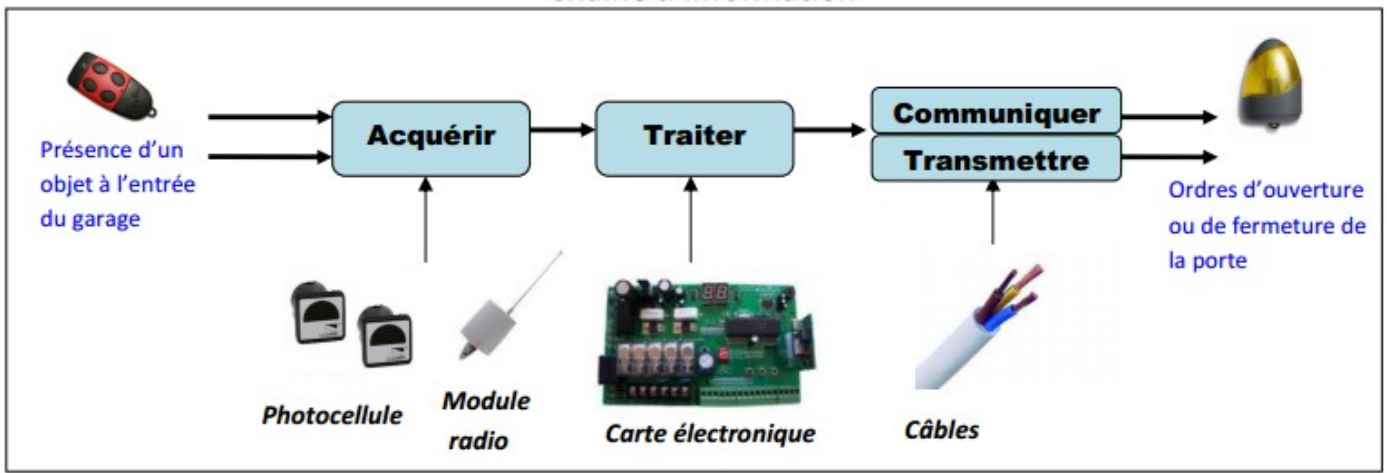 Présence d'un
objet à l'entrée
du garage
Acquérir
Traiter
Communiquer
Transmettre
Ordres d'ouverture
ou de fermeture de
la porte
Photocellule
Module
radio
Carte électronique
Câbles